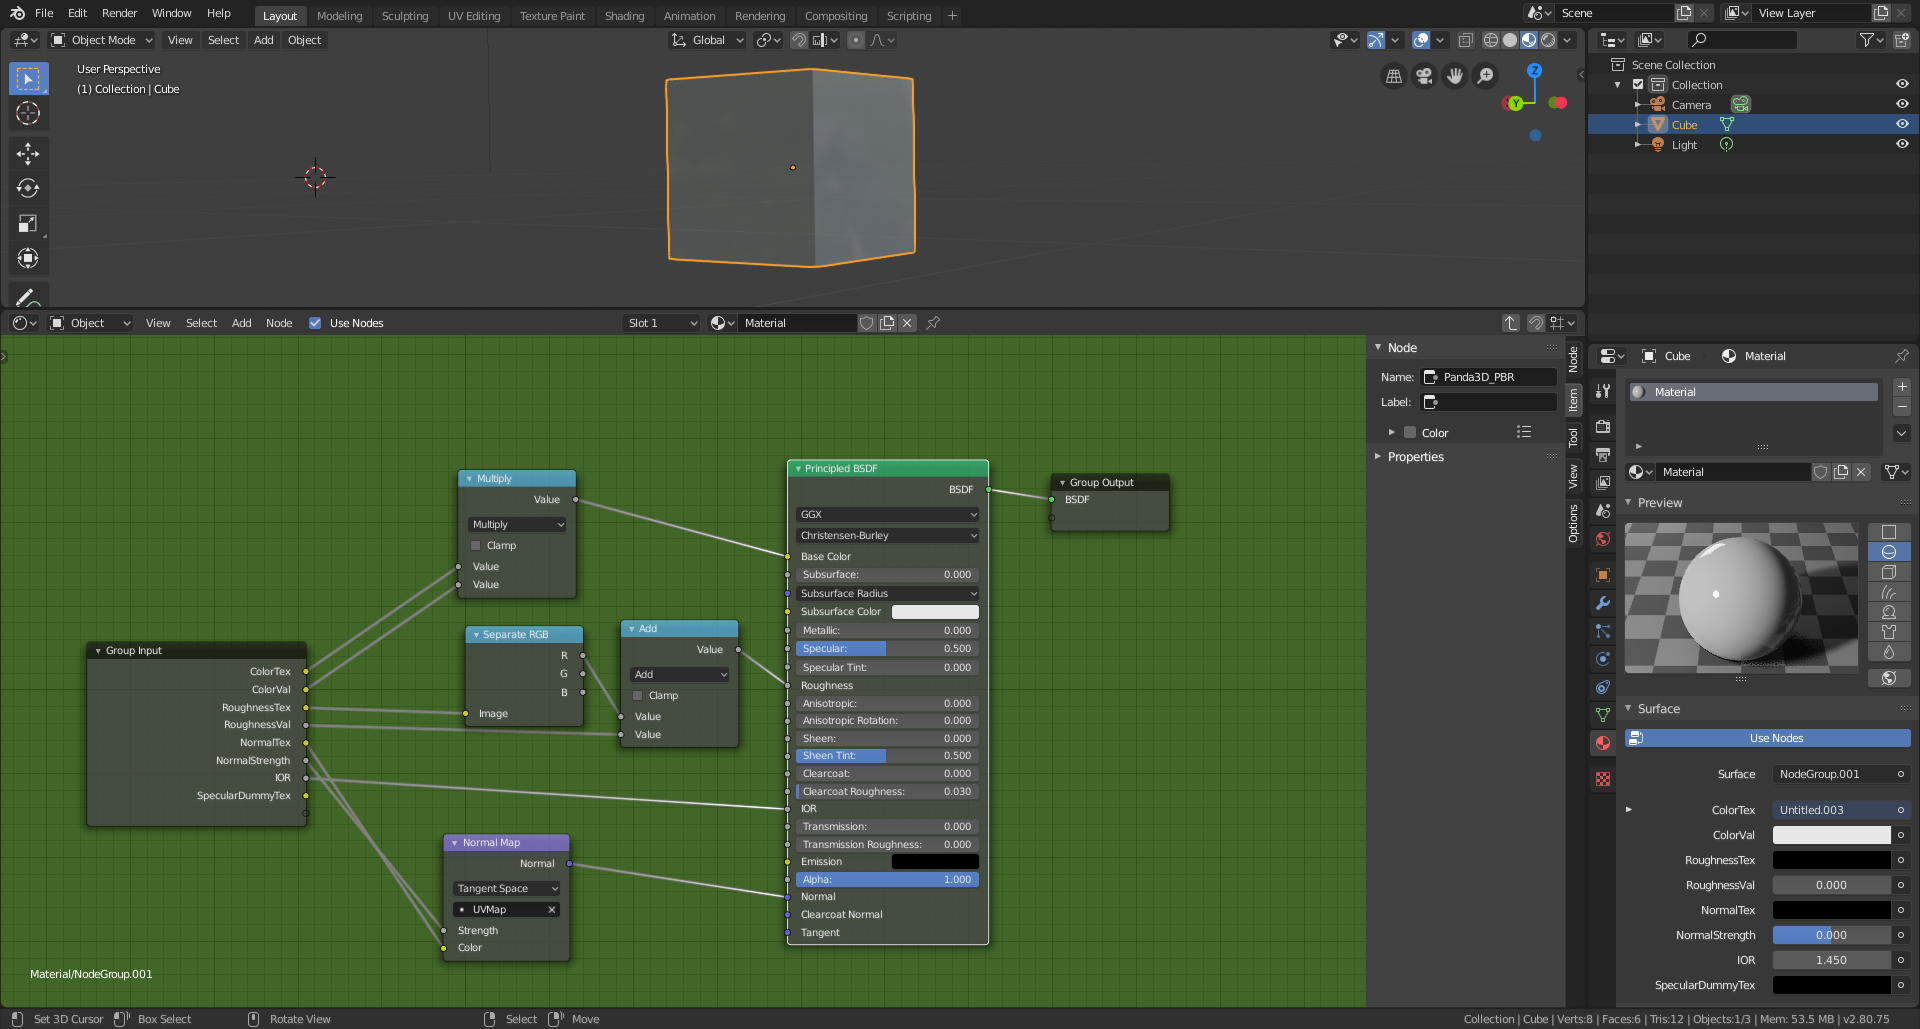 File Edit Render Window Help
Layout Modeling Sculpting UV Editing Texture Paint Shading Animation Rendering Compositing Scripting +
Scene
View Layer
Object Mode View Select Add Object
Global
User Perspective
(1) Collection | Cube
Z
Y
Scene Collection
Collection
Camera
Cube
Light
Object View Select Add Node Use Nodes
Slot 1
Material
Node
Name: Panda3D_PBR
Label:
Color
Properties
Node
Item
Tool
View
Options
Multiply
Value
Multiply
Clamp
Value
Value
Group Input
ColorTex
ColorVal
RoughnessTex
RoughnessVal
NormalTex
NormalStrength
IOR
SpecularDummyTex
Separate RGB
R
G
B
Image
Add
Value
Add
Clamp
Value
Value
Normal Map
Normal
Tangent Space
UVMap
Strength
Color
Principled BSDF
BSDF
GGX
Christensen-Burley
Base Color
Subsurface: 0.000
Subsurface Radius
Subsurface Color
Metallic: 0.000
Specular: 0.500
Specular Tint: 0.000
Roughness
Anisotropic: 0.000
Anisotropic Rotation: 0.000
Sheen: 0.000
Sheen Tint: 0.500
Clearcoat: 0.000
Clearcoat Roughness: 0.030
IOR
Transmission: 0.000
Transmission Roughness: 0.000
Emission
Alpha: 1.000
Normal
Clearcoat Normal
Tangent
Group Output
BSDF
Material/NodeGroup.001
Cube Material
Material
Material
Preview
Surface
Use Nodes
Surface NodeGroup.001
ColorTex Untitled.003
ColorVal
RoughnessTex
RoughnessVal 0.000
NormalTex
NormalStrength 0.000
IOR 1.450
SpecularDummyTex
Set 3D Cursor Box Select Rotate View Select Move
Collection | Cube | Verts:8 | Faces:6 | Tris:12 | Objects:1/3 | Mem: 53.5 MB | v2.80.75